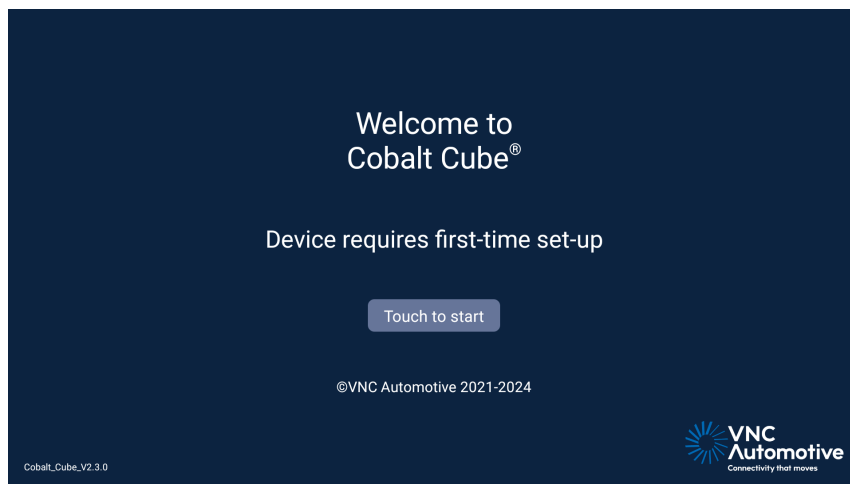 Welcome to
Cobalt Cube®
Device requires first-time set-up
Touch to start
©VNC Automotive 2021-2024
Cobalt_Cube_V2.3.0
VNC
Automotive
Connectivity that moves